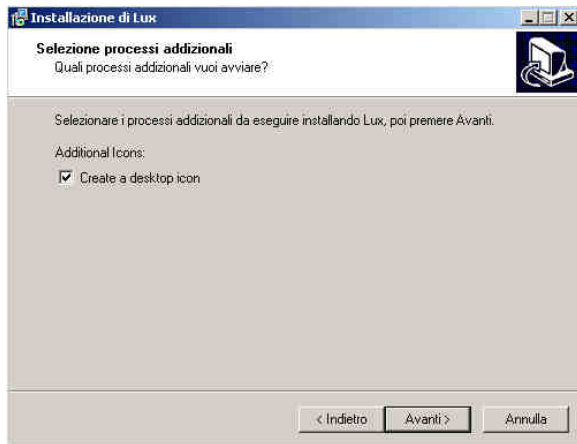 Installazione di Lux
Selezione processi addizionali
Quali processi addizionali vuoi avviare?
Selezionare i processi addizionali da eseguire installando Lux, poi premere Avanti.
Additional Icons:
Create a desktop icon
< Indietro Avanti > Annulla